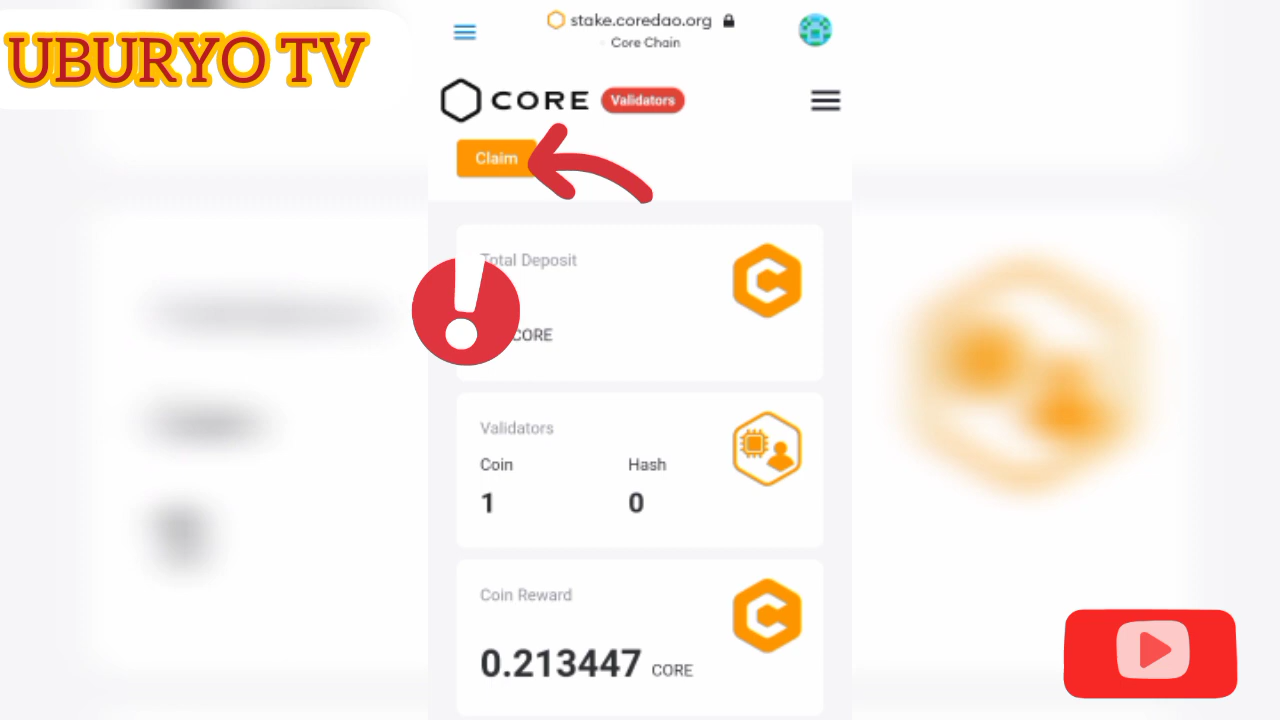 UBURYO TV
stake.coredao.org
Core Chain
CORE Validators
Claim
Total Deposit
CORE
Validators
Coin Hash
1 0
Coin Reward
0.213447 CORE